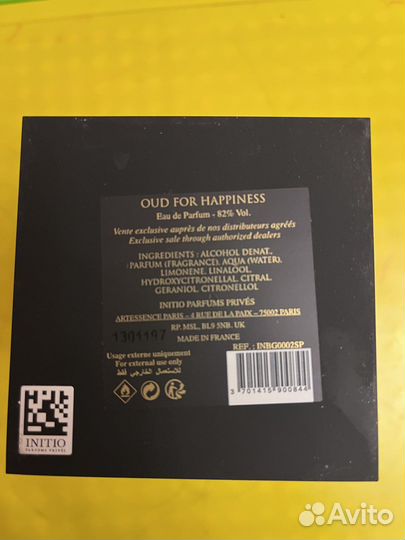 OUD FOR HAPPINESS
Eau de Parfum - 82% Vol.
Vente exclusive auprès de nos distributeurs agréés
Exclusive sale through authorized dealers
INGREDIENTS : ALCOHOL DENAT.,
PARFUM (FRAGRANCE), AQUA (WATER),
LIMONENE, LINALOOL,
HYDROXYCITRONELLAL, CITRAL,
GERANIOL, CITRONELLOL
INITIO PARFUMS PRIVÉS
ARTESSENCE PARIS – 4 RUE DE LA PAIX – 75002 PARIS
RP. MSL, BL9 5NB. UK
1301197
MADE IN FRANCE
REF. : INBG0002SP
Usage externe uniquement
For external use only
للاستعمال الخارجي فقط
3 701415 900844
INITIO
PARFUMS PRIVÉS
Avito